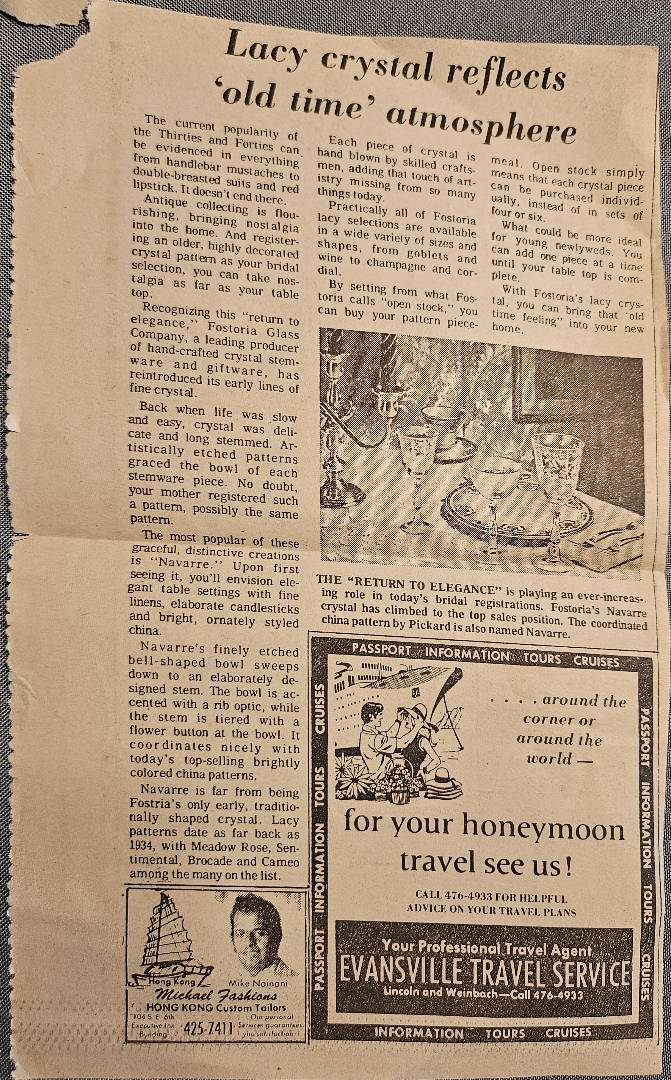 Lacy crystal reflects
'old time' atmosphere
The current popularity of
the Thirties and Forties can
be evidenced in everything
from handlebar mustaches to
double-breasted suits and red
lipstick. It doesn't end there.
Antique collecting is flou-
rishing, bringing nostalgia
into the home. And register-
ing an older, highly decorated
crystal pattern as your bridal
selection, you can take nos-
talgia as far as your table
top.
Recognizing this "return to
elegance," Fostoria Glass
Company, a leading producer
of hand-crafted crystal stem-
ware and giftware, has
reintroduced its early lines of
fine crystal.
Back when life was slow
and easy, crystal was deli-
cate and long stemmed. Ar-
tistically etched patterns
graced the bowl of each
stemware piece. No doubt,
your mother registered such
a pattern, possibly the same
pattern.
The most popular of these
graceful, distinctive creations
is "Navarre." Upon first
seeing it, you'll envision ele-
gant table settings with fine
linens, elaborate candlesticks
and bright, ornately styled
china.
Navarre's finely etched
bell-shaped bowl sweeps
down to an elaborately de-
signed stem. The bowl is ac-
cented with a rib optic, while
the stem is tiered with a
flower button at the bowl. It
coordinates nicely with
today's top-selling brightly
colored china patterns.
Navarre is far from being
Fostria's only early, traditio-
nally shaped crystal. Lacy
patterns date as far back as
1934, with Meadow Rose, Sen-
timental, Brocade and Cameo
among the many on the list.
Each piece of crystal is
hand blown by skilled crafts-
men, adding that touch of art-
istry missing from so many
things today.
Practically all of Fostoria
lacy selections are available
in a wide variety of sizes and
shapes, from goblets and
wine to champagne and cor-
dial.
By setting from what Fos-
toria calls "open stock," you
can buy your pattern piece-
meal. Open stock simply
means that each crystal piece
can be purchased individ-
ually, instead of in sets of
four or six.
What could be more ideal
for young newlyweds. You
can add one piece at a time
until your table top is com-
plete.
With Fostoria's lacy crys-
tal, you can bring that 'old
time feeling" into your new
home.
THE "RETURN TO ELEGANCE" is playing an ever-increas-
ing role in today's bridal registrations. Fostoria's Navarre
crystal has climbed to the top sales position. The coordinated
china pattern by Pickard is also named Navarre.
Hong Kong
Mike Nainani
Michael Fashions
HONG KONG Custom Tailors
104 S. E. 6th
Executive Inn
Building
425-7411
Our personal
Services guarantees
your satisfaction
PASSPORT INFORMATION TOURS CRUISES
PASSPORT INFORMATION TOURS CRUISES
PASSPORT INFORMATION TOURS CRUISES
. . . . around the
corner or
around the
world —
for your honeymoon
travel see us!
CALL 476-4933 FOR HELPFUL
ADVICE ON YOUR TRAVEL PLANS
Your Professional Travel Agent
EVANSVILLE TRAVEL SERVICE
Lincoln and Weinbach—Call 476-4933
INFORMATION TOURS CRUISES